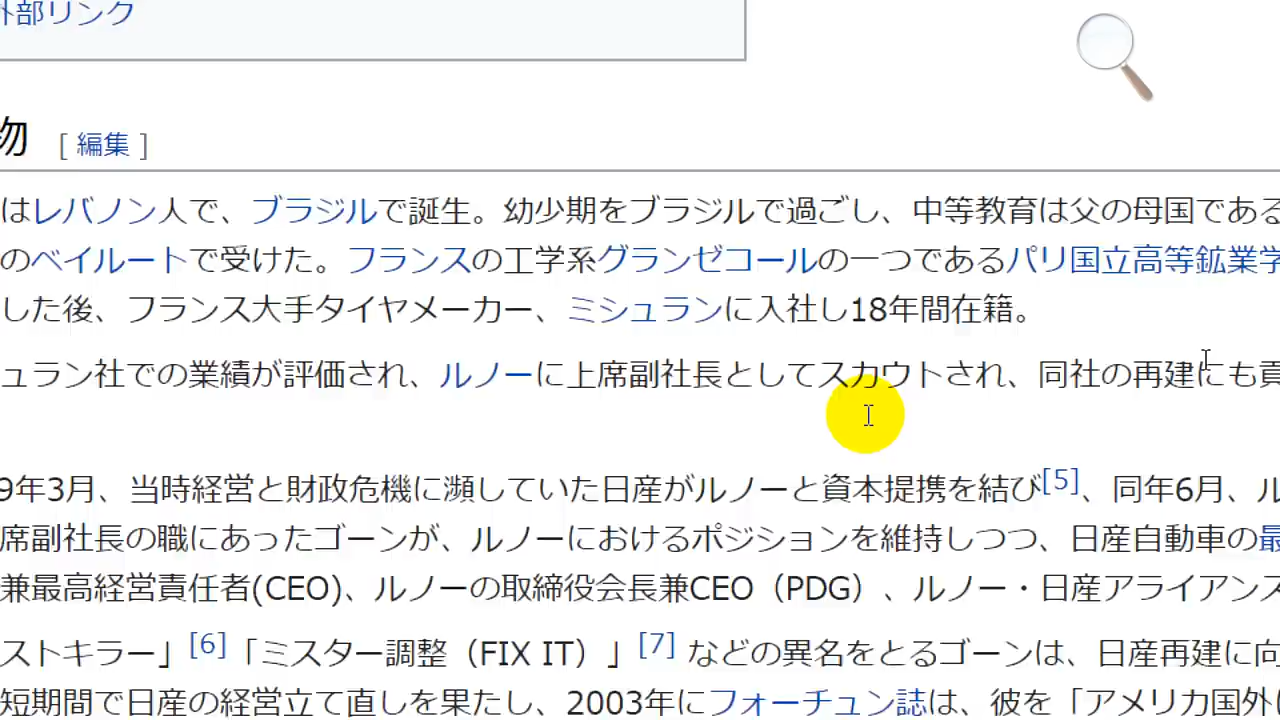 外部リンク
物 [ 編集 ]
はレバノン人で、ブラジルで誕生。幼少期をブラジルで過ごし、中等教育は父の母国である
のベイルートで受けた。フランスの工学系グランゼコールの一つであるパリ国立高等鉱業学
した後、フランス大手タイヤメーカー、ミシュランに入社し18年間在籍。
ュラン社での業績が評価され、ルノーに上席副社長としてスカウトされ、同社の再建にも貢
9年3月、当時経営と財政危機に瀕していた日産がルノーと資本提携を結び[5]、同年6月、ル
席副社長の職にあったゴーンが、ルノーにおけるポジションを維持しつつ、日産自動車の最
兼最高経営責任者(CEO)、ルノーの取締役会長兼CEO（PDG）、ルノー・日産アライアンス
ストキラー」[6]「ミスター調整（FIX IT）」[7] などの異名をとるゴーンは、日産再建に向
短期間で日産の経営立て直しを果たし、2003年にフォーチュン誌は、彼を「アメリカ国外